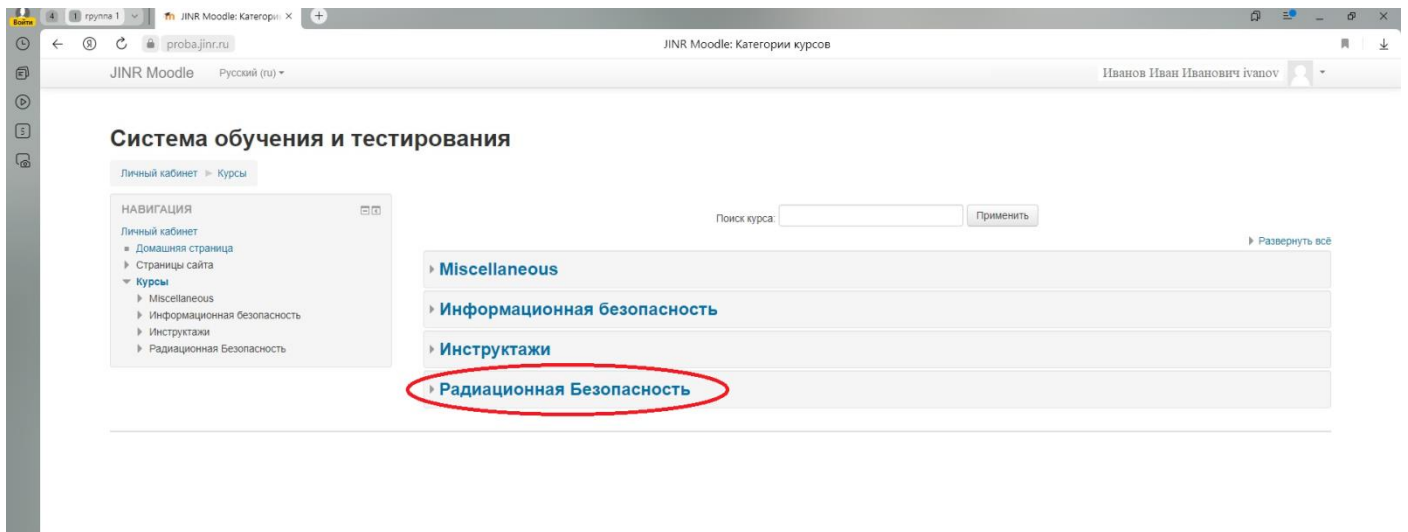 Войти
4
1 группа 1
JINR Moodle: Категори
proba.jinr.ru
JINR Moodle: Категории курсов
JINR Moodle Русский (ru)
Иванов Иван Иванович ivanov
Система обучения и тестирования
Личный кабинет Курсы
НАВИГАЦИЯ
Личный кабинет
Домашняя страница
Страницы сайта
Курсы
Miscellaneous
Информационная безопасность
Инструктажи
Радиационная Безопасность
Поиск курса: Применить
Развернуть всё
Miscellaneous
Информационная безопасность
Инструктажи
Радиационная Безопасность